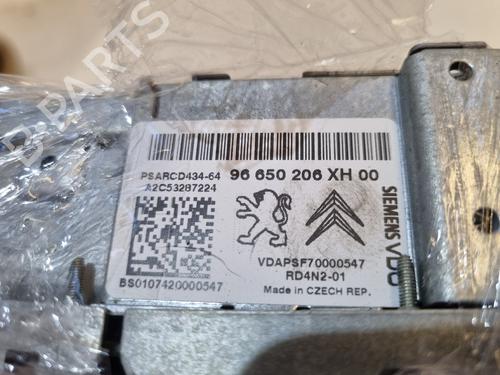 PSARCD434-64
96 650 206 XH 00
A2C53287224
VDAPSF70000547
RD4N2-01
BS0107420000547
Made in CZECH REP.
SIEMENS VDO
B-PARTS